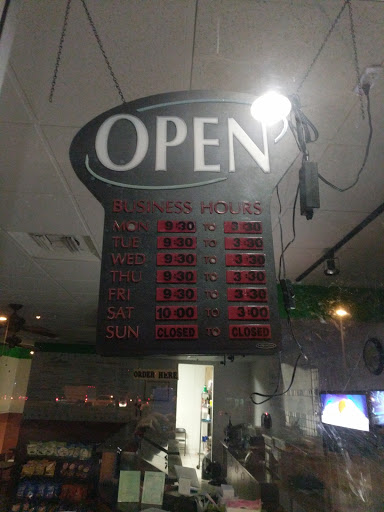 OPEN
BUSINESS HOURS
MON 9:30 TO 3:30
TUE 9:30 TO 3:30
WED 9:30 TO 3:30
THU 9:30 TO 3:30
FRI 9:30 TO 3:30
SAT 10:00 TO 3:00
SUN CLOSED TO CLOSED
ORDER HERE